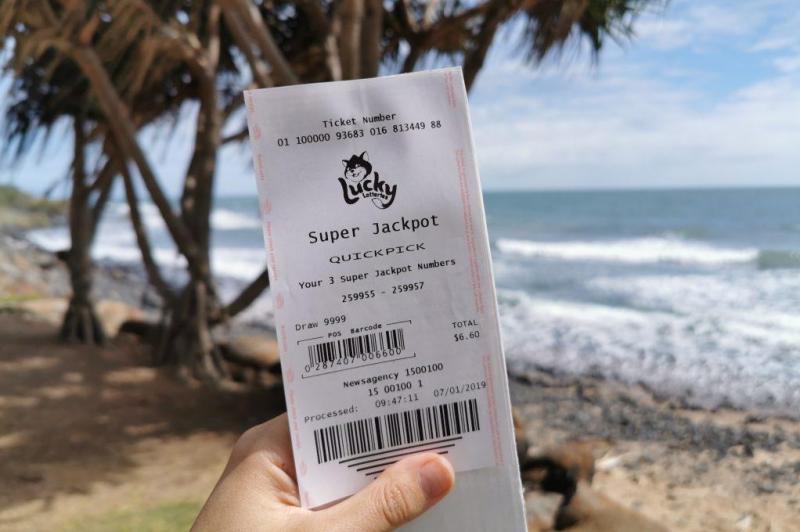 Ticket Number
01 100000 93683 016 813449 88
Lucky
Lotteries
Super Jackpot
QUICKPICK
Your 3 Super Jackpot Numbers
259955 - 259957
Draw 9999
POS Barcode
0287407006600
TOTAL
$6.60
Newsagency 1500100
15 00100 1
Processed: 09:47:11 07/01/2019